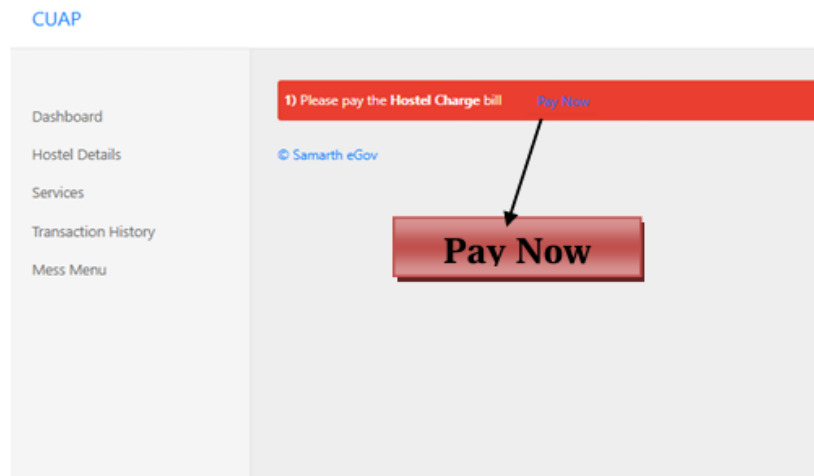 CUAP
Dashboard
Hostel Details
Services
Transaction History
Mess Menu
1) Please pay the Hostel Charge bill Pay Now
© Samarth eGov
Pay Now